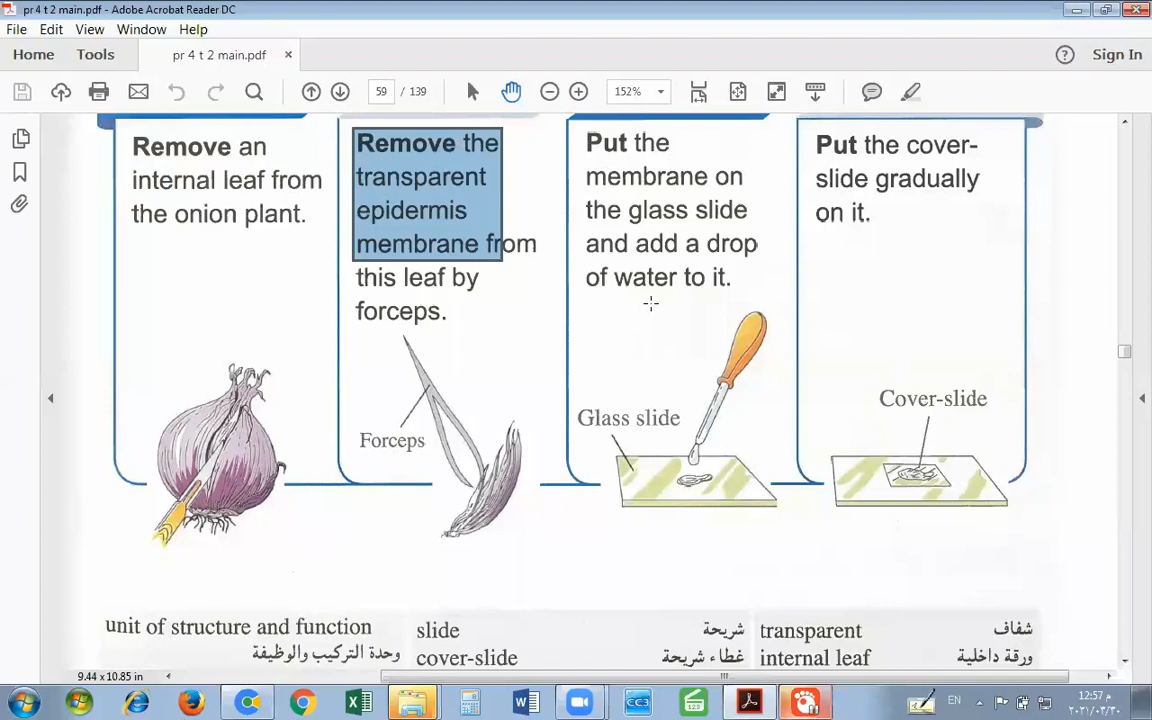 pr 4 t 2 main.pdf - Adobe Acrobat Reader DC
File Edit View Window Help
Home Tools pr 4 t 2 main.pdf × Sign In
59 / 139 152%
Remove an
internal leaf from
the onion plant.
Remove the
transparent
epidermis
membrane from
this leaf by
forceps.
Put the
membrane on
the glass slide
and add a drop
of water to it.
Put the cover-
slide gradually
on it.
Forceps
Glass slide
Cover-slide
unit of structure and function
وحدة التركيب والوظيفة
slide شريحة
cover-slide غطاء شريحة
transparent شفاف
internal leaf ورقة داخلية
9.44 x 10.85 in
CC3
123
EN
12:57 م
٢٠٢١/٠٣/٣٠